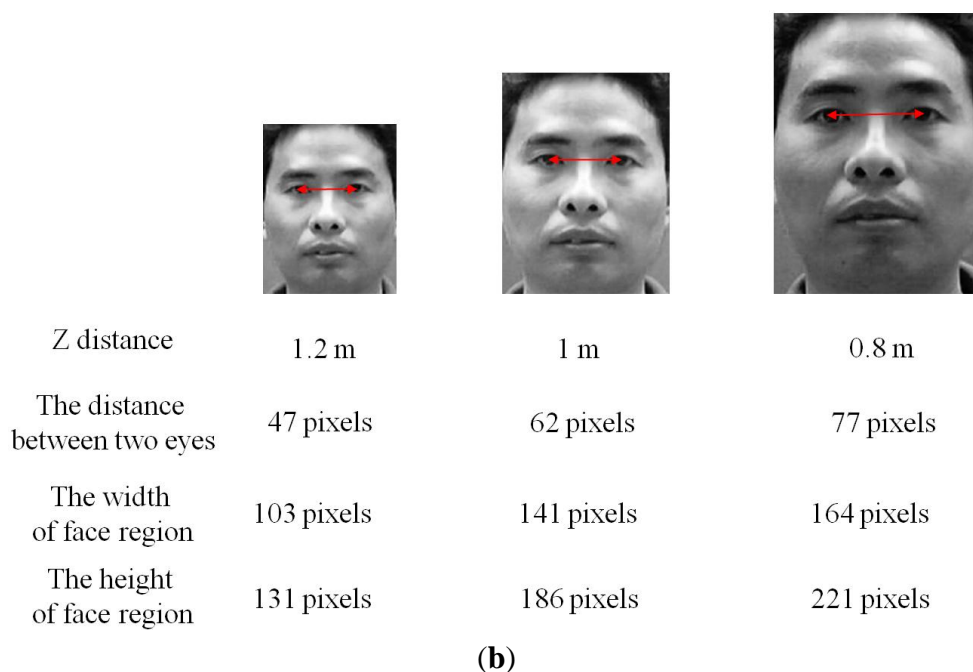 Z distance
1.2 m
1 m
0.8 m
The distance
between two eyes
47 pixels
62 pixels
77 pixels
The width
of face region
103 pixels
141 pixels
164 pixels
The height
of face region
131 pixels
186 pixels
221 pixels
(b)